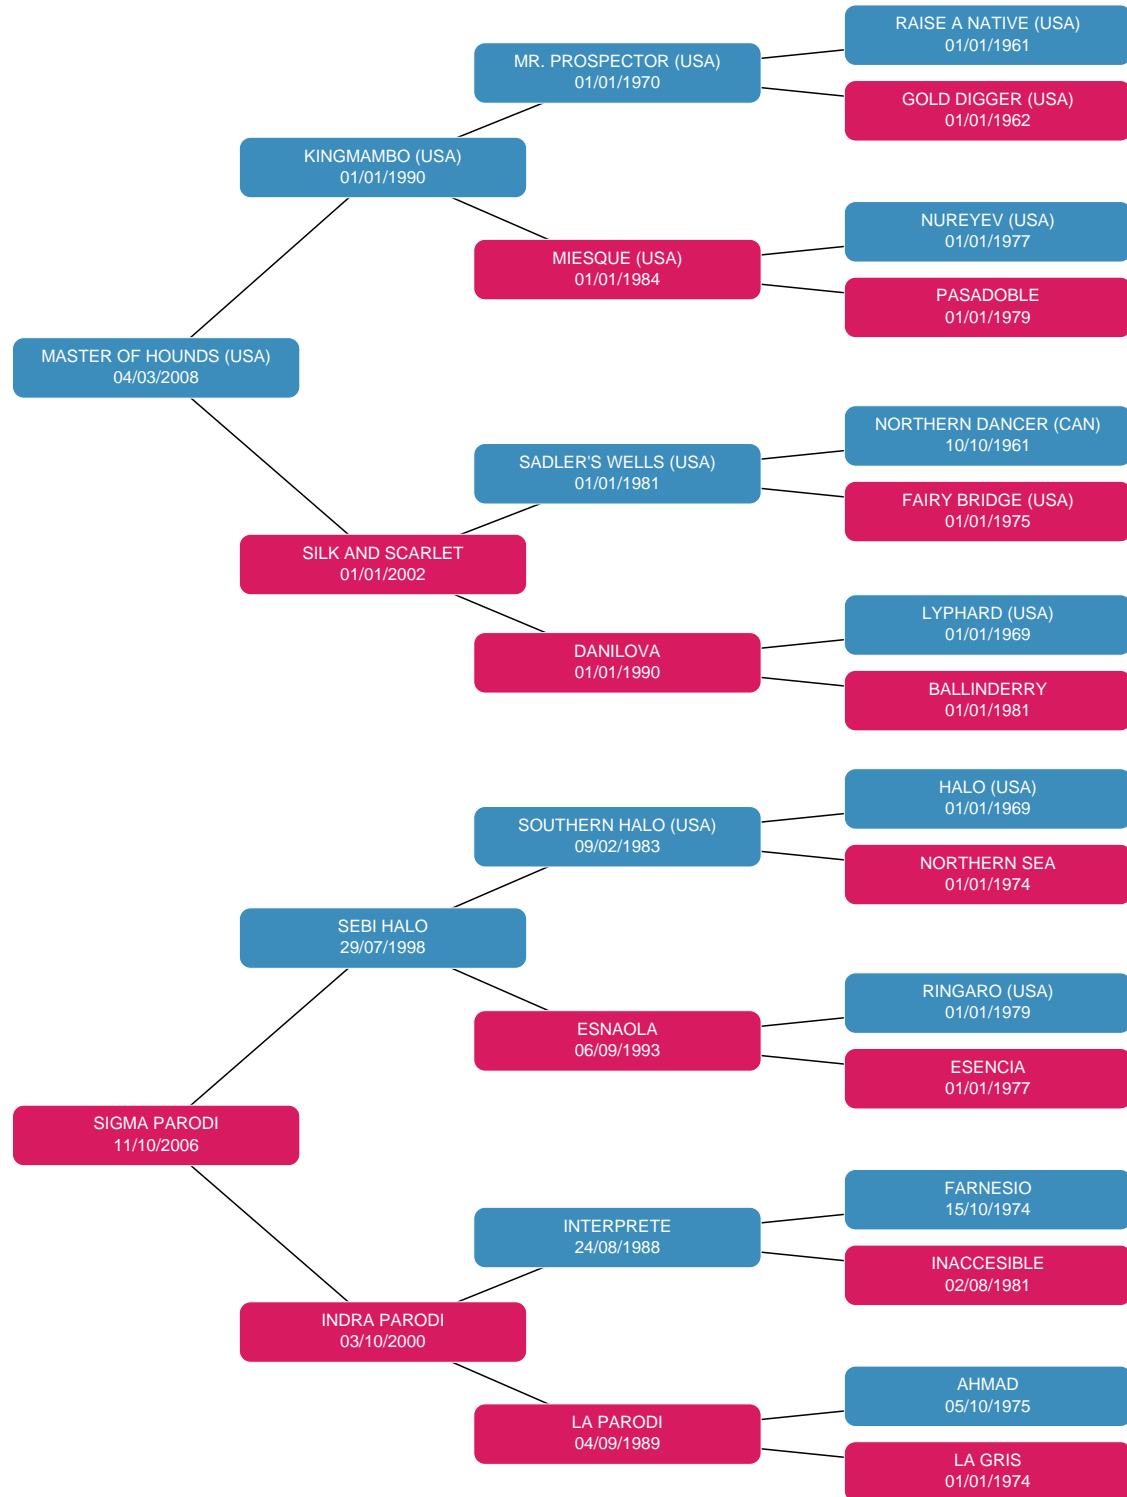 RAISE A NATIVE (USA)
01/01/1961
MR. PROSPECTOR (USA)
01/01/1970
GOLD DIGGER (USA)
01/01/1962
KINGMAMBO (USA)
01/01/1990
NUREYEV (USA)
01/01/1977
MIESQUE (USA)
01/01/1984
PASADOBLE
01/01/1979
MASTER OF HOUNDS (USA)
04/03/2008
NORTHERN DANCER (CAN)
10/10/1961
SADLER'S WELLS (USA)
01/01/1981
FAIRY BRIDGE (USA)
01/01/1975
SILK AND SCARLET
01/01/2002
LYPHARD (USA)
01/01/1969
DANILOVA
01/01/1990
BALLINDERRY
01/01/1981
HALO (USA)
01/01/1969
SOUTHERN HALO (USA)
09/02/1983
NORTHERN SEA
01/01/1974
SEBI HALO
29/07/1998
RINGARO (USA)
01/01/1979
ESNAOLA
06/09/1993
ESENCIA
01/01/1977
SIGMA PARODI
11/10/2006
FARNESIO
15/10/1974
INTERPRETE
24/08/1988
INACCESIBLE
02/08/1981
INDRA PARODI
03/10/2000
AHMAD
05/10/1975
LA PARODI
04/09/1989
LA GRIS
01/01/1974